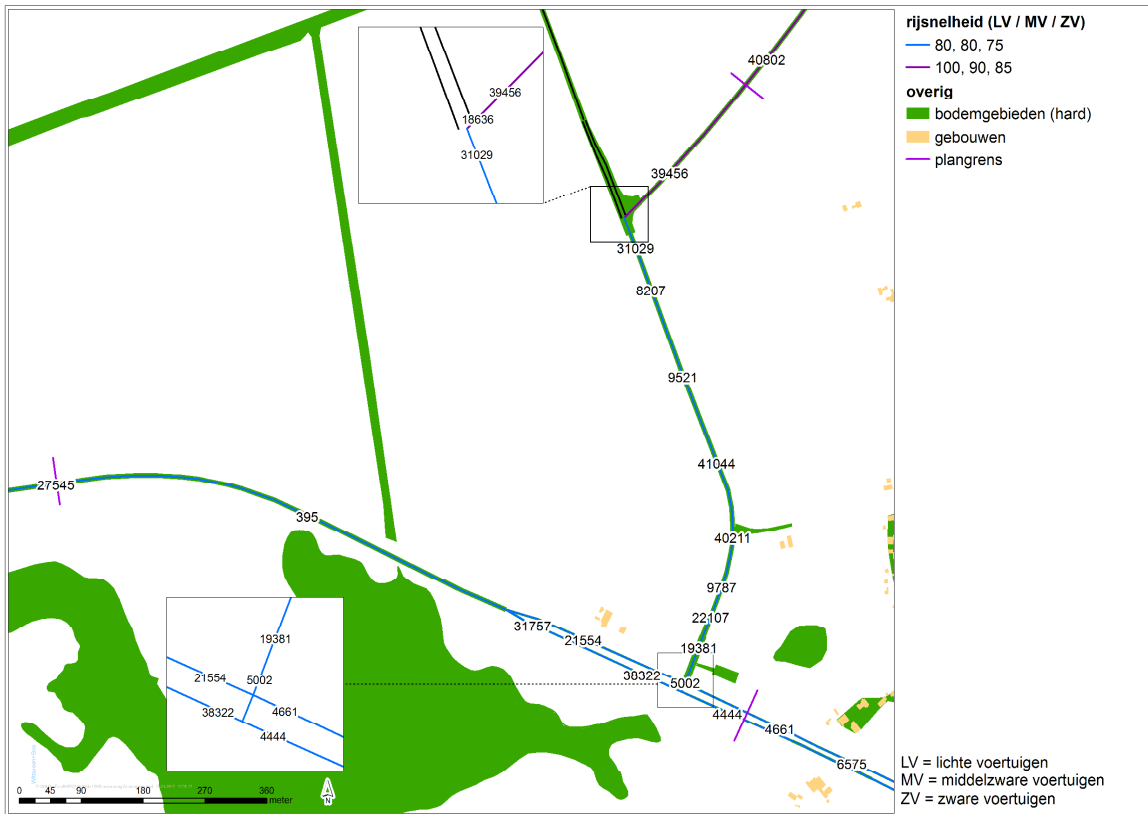 rijsnelheid (LV / MV / ZV)
80, 80, 75
100, 90, 85
overig
bodemgebieden (hard)
gebouwen
plangrens
40802
39456
18636
31029
39456
31029
8207
9521
41044
27545
395
40211
9787
22107
31757
21554
19381
38322
5002
19381
21554
5002
38322
4661
4444
4444
4661
6575
LV = lichte voertuigen
MV = middelzware voertuigen
ZV = zware voertuigen
0 45 90 180 270 360
meter
N